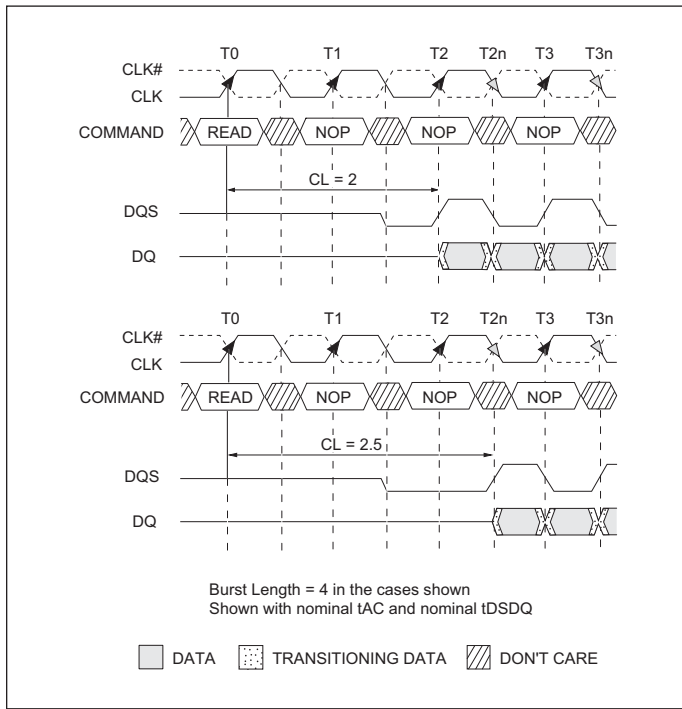 T0 T1 T2 T2n T3 T3n
CLK#
CLK
COMMAND READ NOP NOP NOP
CL = 2
DQS
DQ
T0 T1 T2 T2n T3 T3n
CLK#
CLK
COMMAND READ NOP NOP NOP
CL = 2.5
DQS
DQ
Burst Length = 4 in the cases shown
Shown with nominal tAC and nominal tDSDQ
DATA TRANSITIONING DATA DON'T CARE